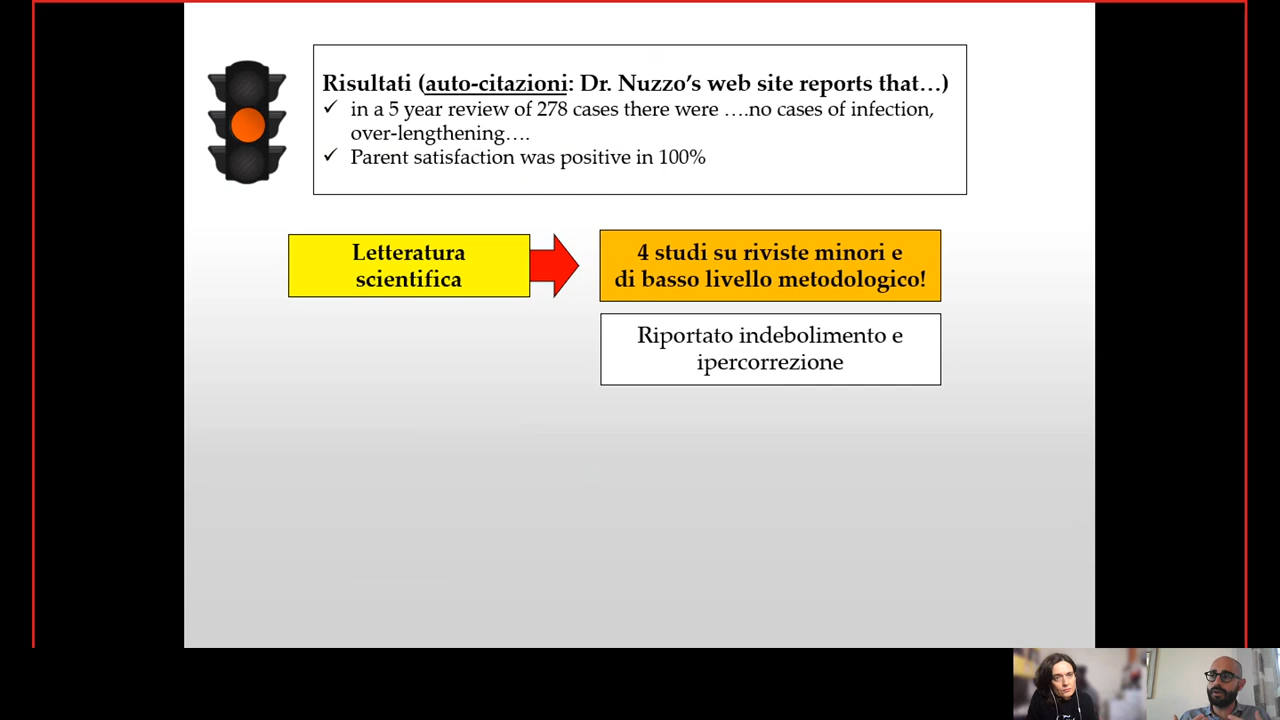 Risultati (auto-citazioni: Dr. Nuzzo's web site reports that…)
✓ in a 5 year review of 278 cases there were ….no cases of infection,
over-lengthening….
✓ Parent satisfaction was positive in 100%
Letteratura
scientifica
4 studi su riviste minori e
di basso livello metodologico!
Riportato indebolimento e
ipercorrezione